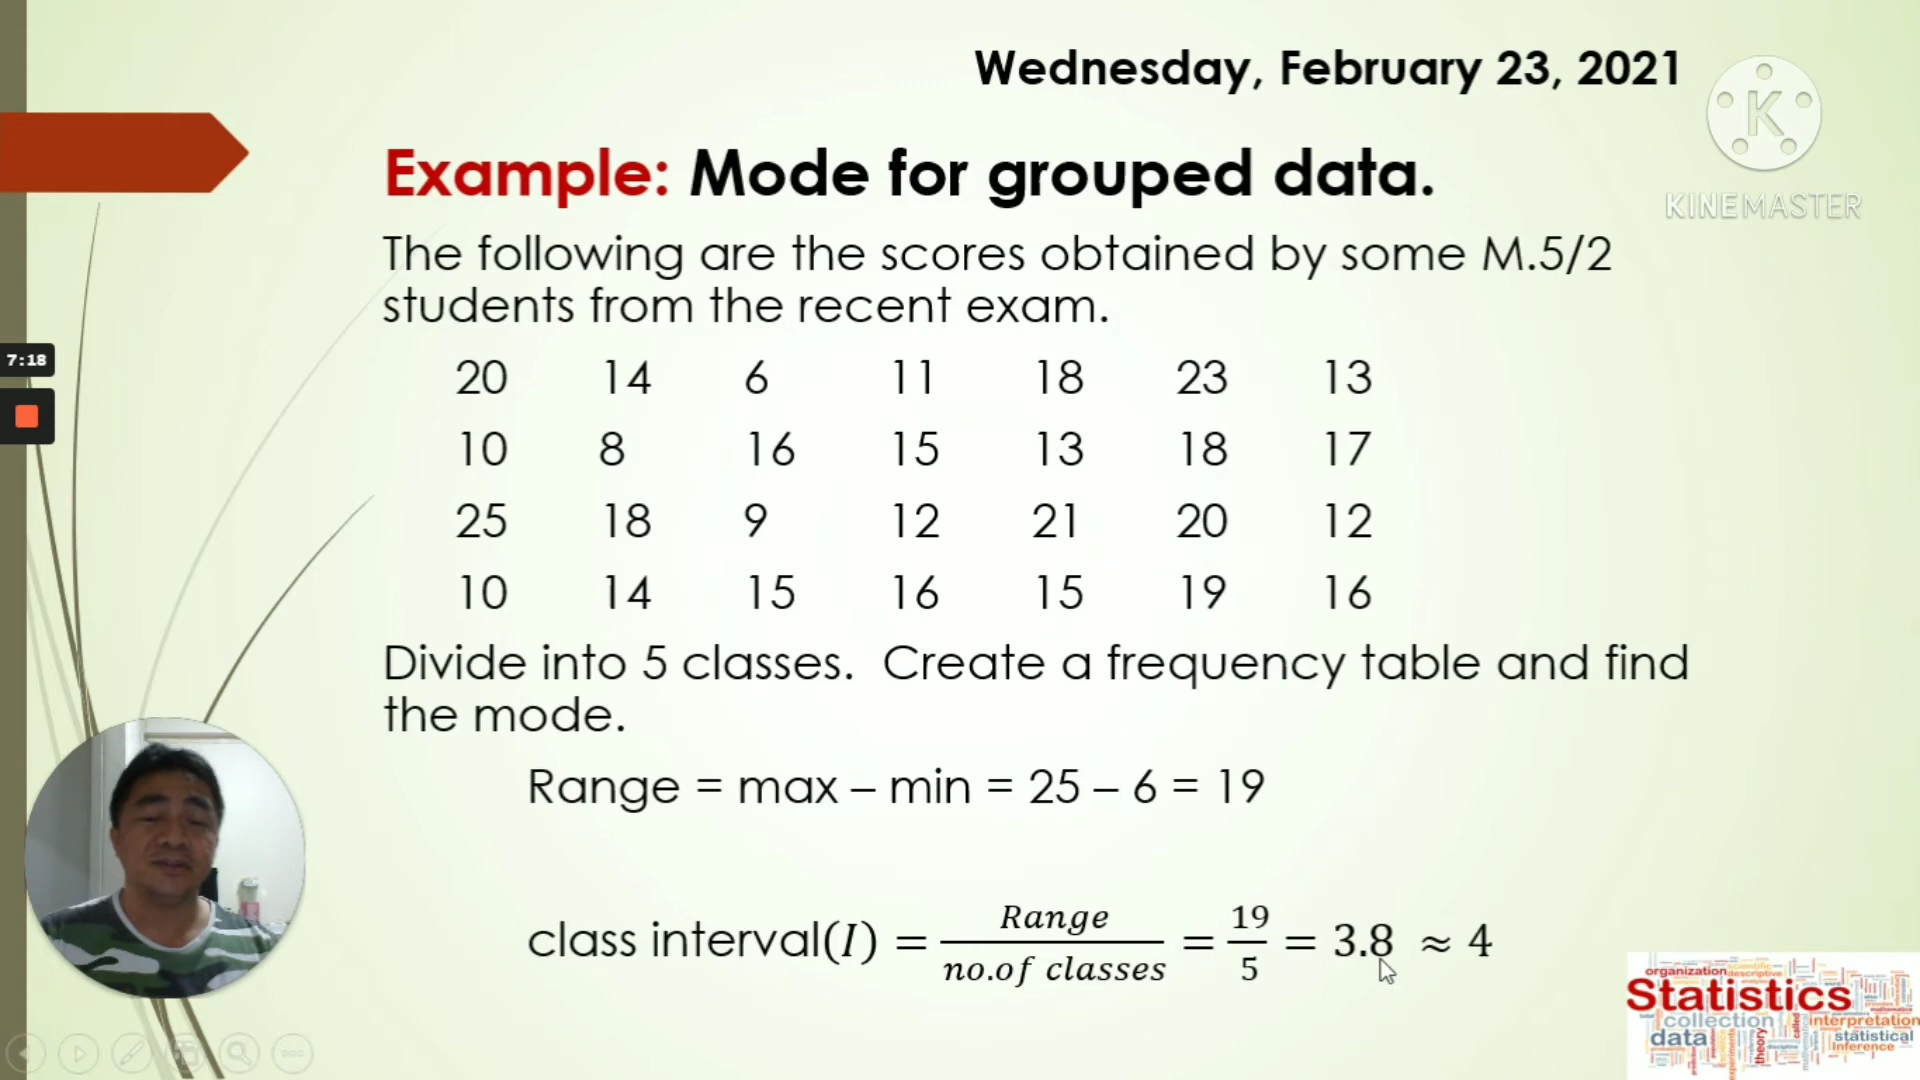 Wednesday, February 23, 2021
K
KINEMASTER
Example: Mode for grouped data.
The following are the scores obtained by some M.5/2
students from the recent exam.
7:18
20 14 6 11 18 23 13
10 8 16 15 13 18 17
25 18 9 12 21 20 12
10 14 15 16 15 19 16
Divide into 5 classes. Create a frequency table and find
the mode.
Range = max – min = 25 – 6 = 19
class interval(I) = Range / no.of classes = 19/5 = 3.8 ≈ 4
organization descriptive
Statistics
collection interpretation
data theory statistical
inference